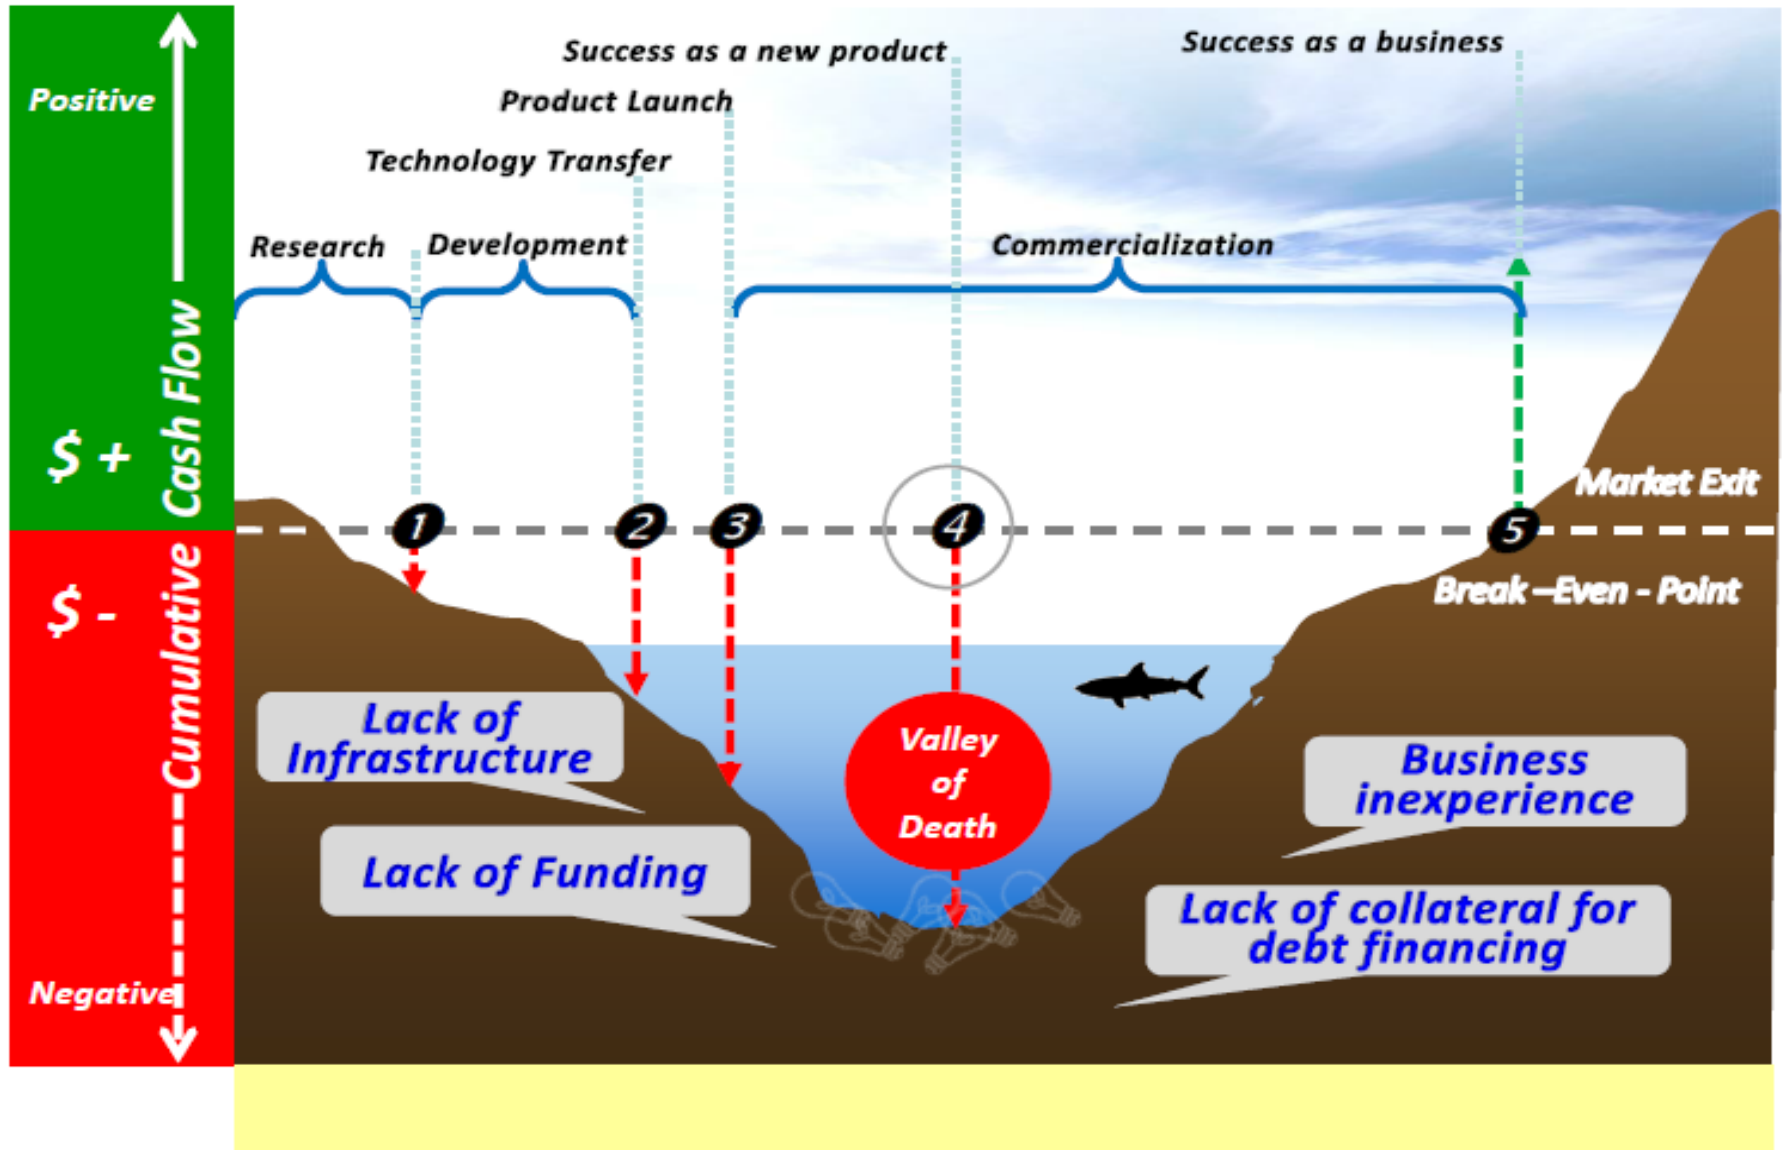 Success as a new product
Success as a business
Positive
Product Launch
Technology Transfer
Research
Development
Commercialization
Cash Flow
$ +
Market Exit
1
2
3
4
5
$ -
Cumulative
Break –Even - Point
Lack of
Infrastructure
Valley
of
Death
Business
inexperience
Lack of Funding
Lack of collateral for
debt financing
Negative